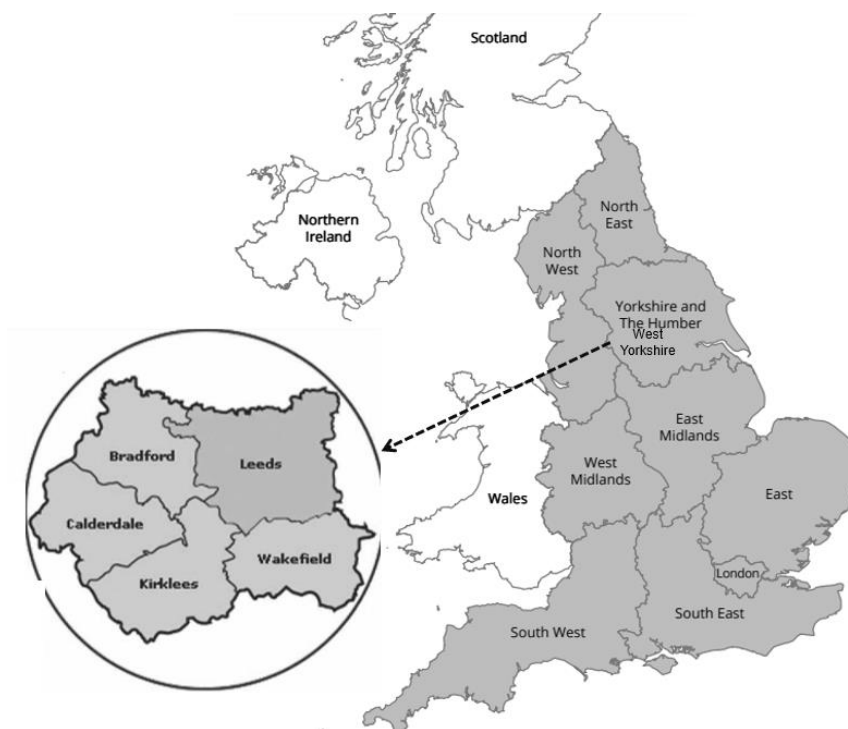 Scotland
Northern
Ireland
North
East
North
West
Yorkshire and
The Humber
West
Yorkshire
East
Midlands
West
Midlands
Wales
East
London
South East
South West
Bradford
Leeds
Calderdale
Kirklees
Wakefield